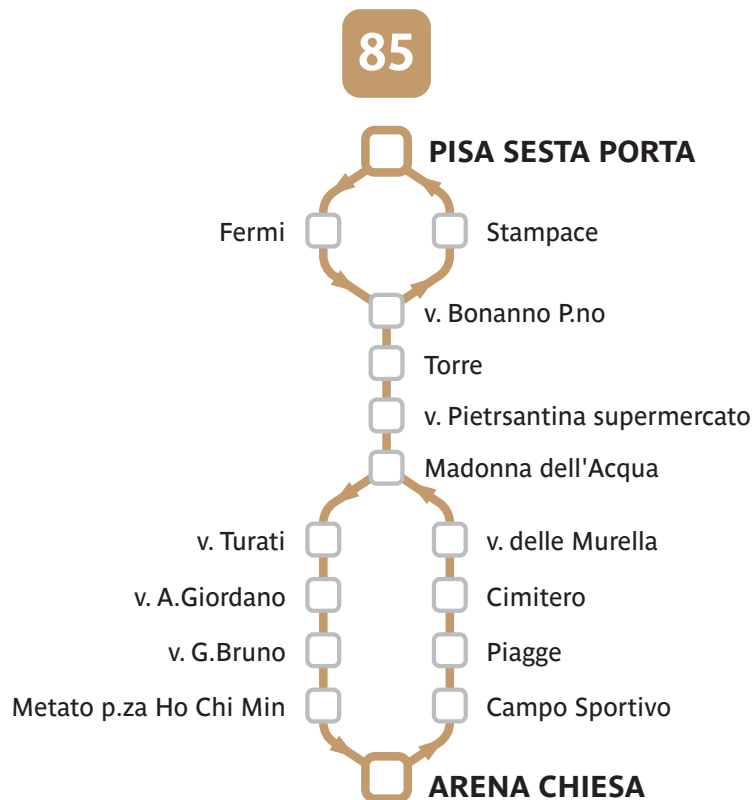 85
PISA SESTA PORTA
Fermi
Stampace
v. Bonanno P.no
Torre
v. Pietrsantina supermercato
Madonna dell'Acqua
v. Turati
v. delle Murella
v. A.Giordano
Cimitero
v. G.Bruno
Piagge
Metato p.za Ho Chi Min
Campo Sportivo
ARENA CHIESA